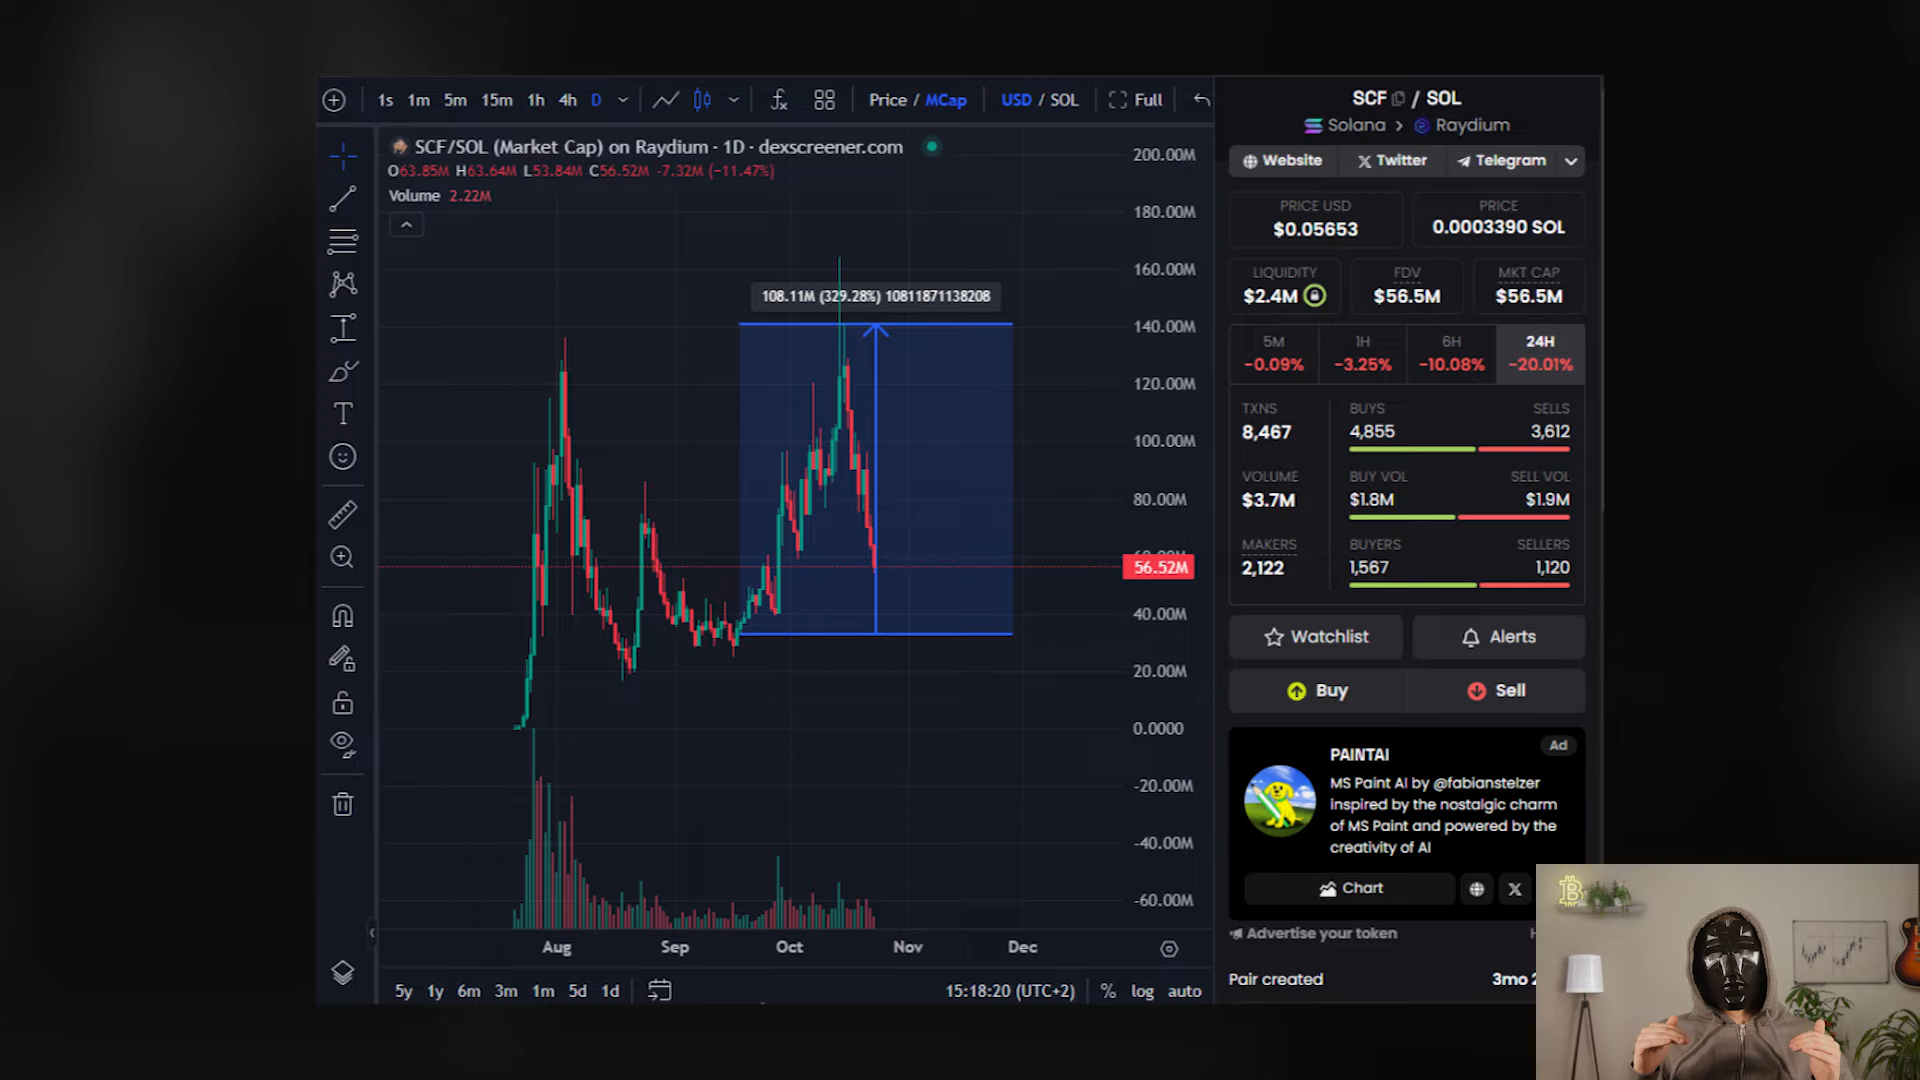 1s 1m 5m 15m 1h 4h D Price / MCap USD / SOL Full
SCF/SOL (Market Cap) on Raydium · 1D · dexscreener.com
O63.85M H63.64M L53.84M C56.52M -7.32M (-11.47%)
Volume 2.22M
108.11M (329.28%) 10811871138208
200.00M
180.00M
160.00M
140.00M
120.00M
100.00M
80.00M
56.52M
40.00M
20.00M
0.0000
-20.00M
-40.00M
-60.00M
Aug Sep Oct Nov Dec
5y 1y 6m 3m 1m 5d 1d 15:18:20 (UTC+2) % log auto
SCF / SOL
Solana > Raydium
Website Twitter Telegram
PRICE USD PRICE
$0.05653 0.0003390 SOL
LIQUIDITY FDV MKT CAP
$2.4M $56.5M $56.5M
5M 1H 6H 24H
-0.09% -3.25% -10.08% -20.01%
TXNS BUYS SELLS
8,467 4,855 3,612
VOLUME BUY VOL SELL VOL
$3.7M $1.8M $1.9M
MAKERS BUYERS SELLERS
2,122 1,567 1,120
Watchlist Alerts
Buy Sell
PAINTAI Ad
MS Paint AI by @fabianstelzer
inspired by the nostalgic charm
of MS Paint and powered by the
creativity of AI
Chart
Advertise your token
Pair created 3mo